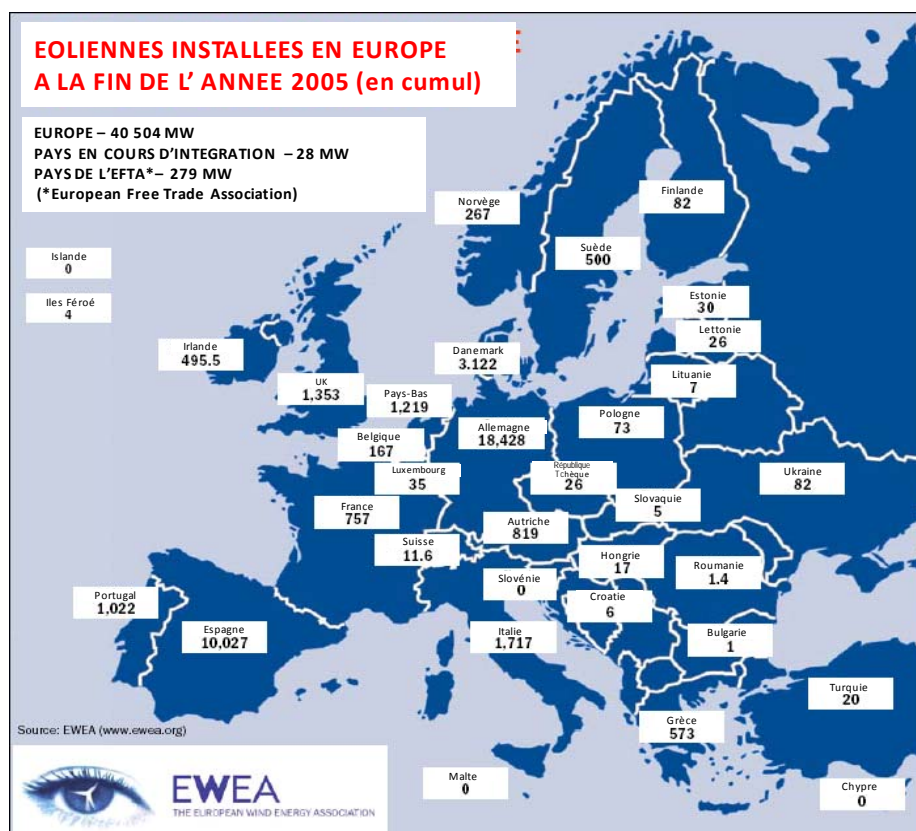 EOLIENNES INSTALLEES EN EUROPE
A LA FIN DE L' ANNEE 2005 (en cumul)
EUROPE – 40 504 MW
PAYS EN COURS D'INTEGRATION – 28 MW
PAYS DE L'EFTA*– 279 MW
(*European Free Trade Association)
Norvège
267
Finlande
82
Suède
500
Islande
0
Iles Féroé
4
Estonie
30
Lettonie
26
Irlande
495.5
Danemark
3.122
Lituanie
7
UK
1,353
Pays-Bas
1,219
Pologne
73
Allemagne
18,428
Belgique
167
Luxembourg
35
République
Tchèque
26
Ukraine
82
France
757
Slovaquie
5
Autriche
819
Suisse
11.6
Hongrie
17
Roumanie
1.4
Slovénie
0
Croatie
6
Portugal
1,022
Espagne
10,027
Italie
1,717
Bulgarie
1
Turquie
20
Grèce
573
Source: EWEA (www.ewea.org)
Malte
0
Chypre
0
EWEA
THE EUROPEAN WIND ENERGY ASSOCIATION